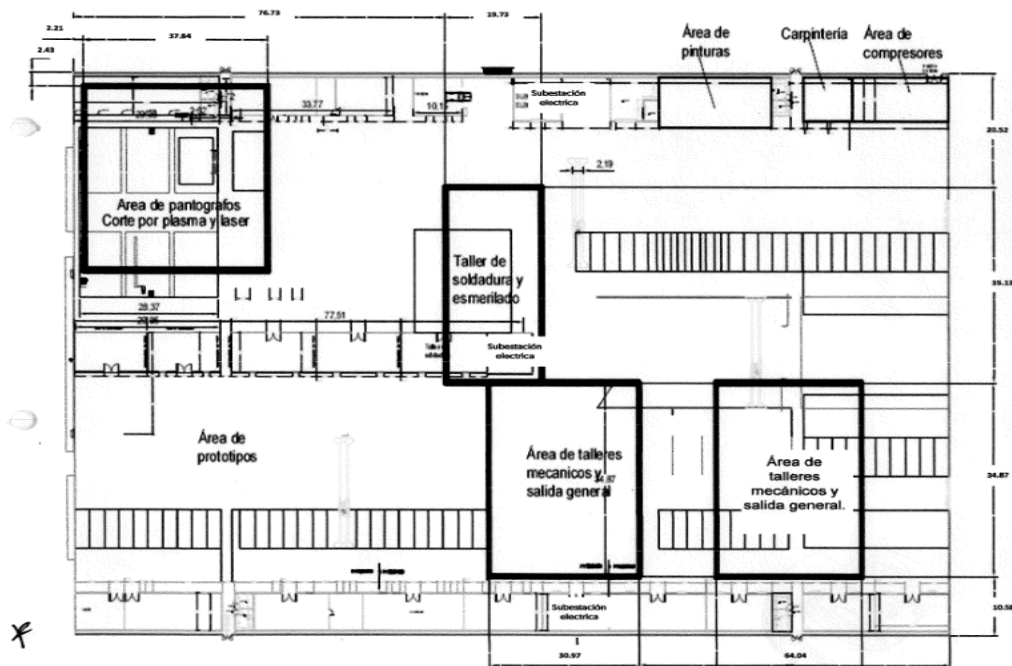 76.73
19.73
2.21
37.84
2.43
Área de
pinturas
Carpintería
Área de
compresores
Subestación
electrica
33.77
20.52
2,19
Area de pantografos
Corte por plasma y laser
Taller de
soldadura y
esmerilado
35.13
28.37
77.51
Subestación
electrica
Área de
prototipos
Área de talleres
mecanicos y
salida general
Área de
talleres
mecánicos y
salida general.
34.87
10.58
Subestación
electrica
30.97
64.04